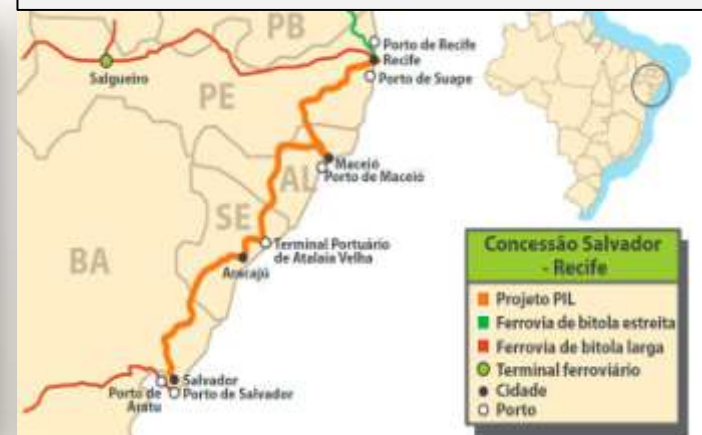 PB
Porto de Recife
Recife
Porto de Suape
Salgueiro
PE
Maceió
Porto de Maceió
AL
SE
Terminal Portuário
de Atalaia Velha
Aracajú
BA
Salvador
Porto de Salvador
Porto de
Aratu
Concessão Salvador
- Recife
Projeto PIL
Ferrovia de bitola estreita
Ferrovia de bitola larga
Terminal ferroviário
Cidade
Porto